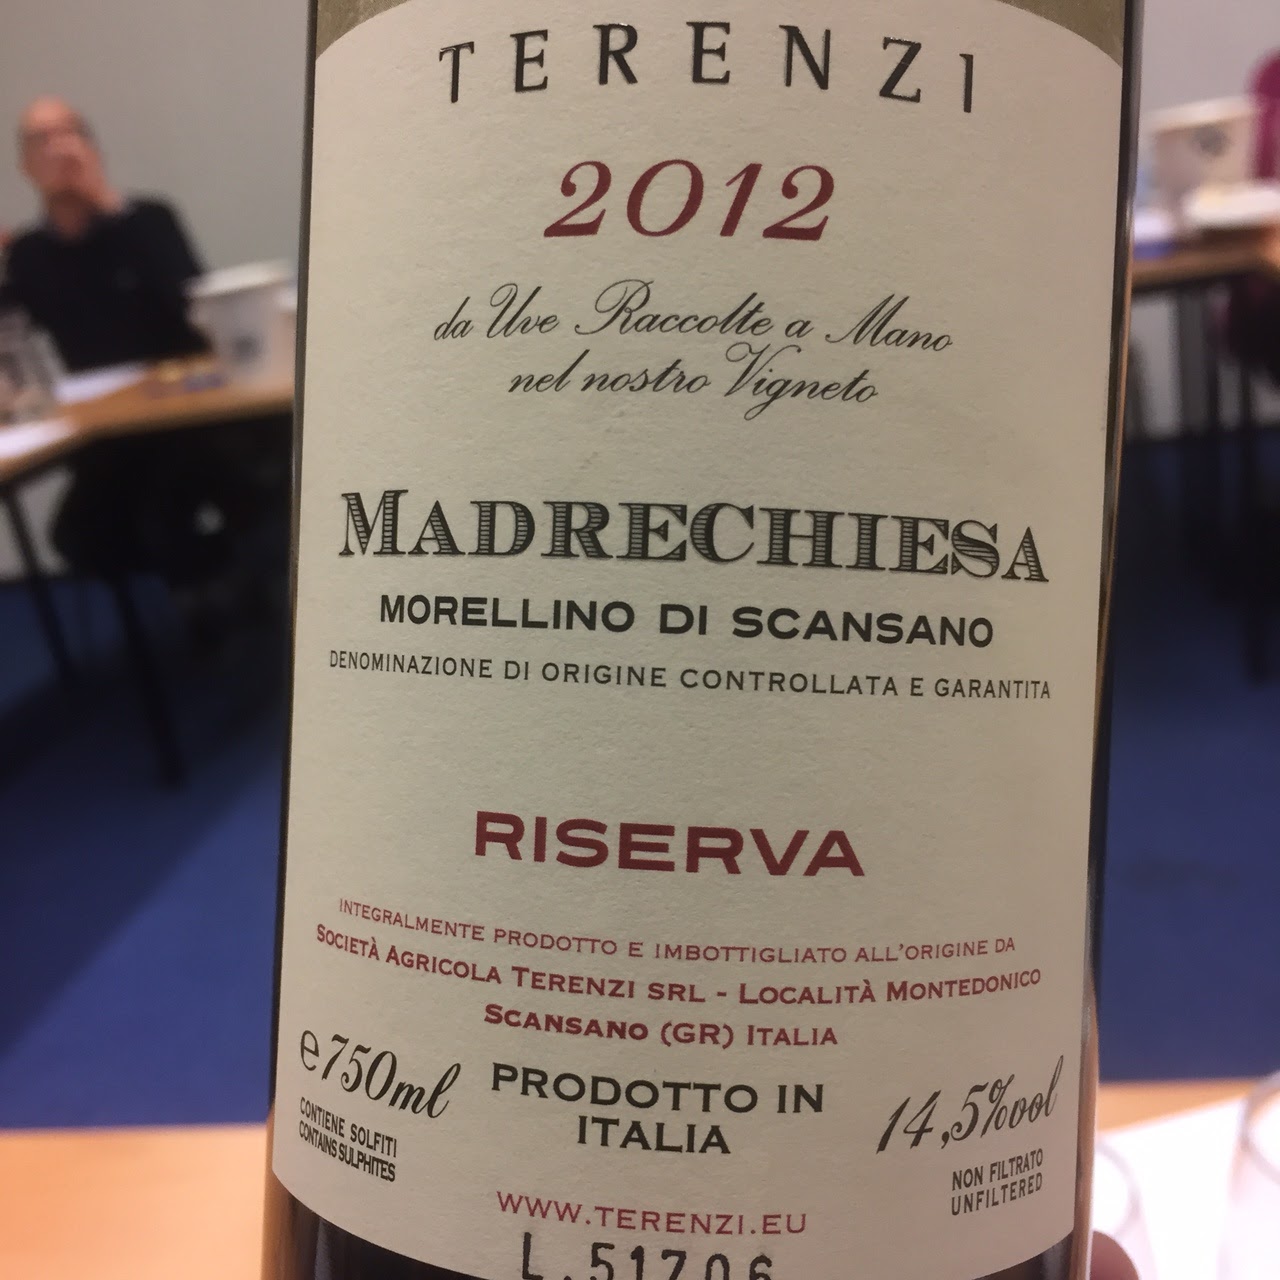 TERENZI
2012
da Uve Raccolte a Mano
nel nostro Vigneto
MADRECHIESA
MORELLINO DI SCANSANO
DENOMINAZIONE DI ORIGINE CONTROLLATA E GARANTITA
RISERVA
INTEGRALMENTE PRODOTTO E IMBOTTIGLIATO ALL'ORIGINE DA
SOCIETÀ AGRICOLA TERENZI SRL - LOCALITÀ MONTEDONICO
SCANSANO (GR) ITALIA
e750ml
CONTIENE SOLFITI
CONTAINS SULPHITES
PRODOTTO IN
ITALIA
14,5%vol
NON FILTRATO
UNFILTERED
WWW.TERENZI.EU
L.51706